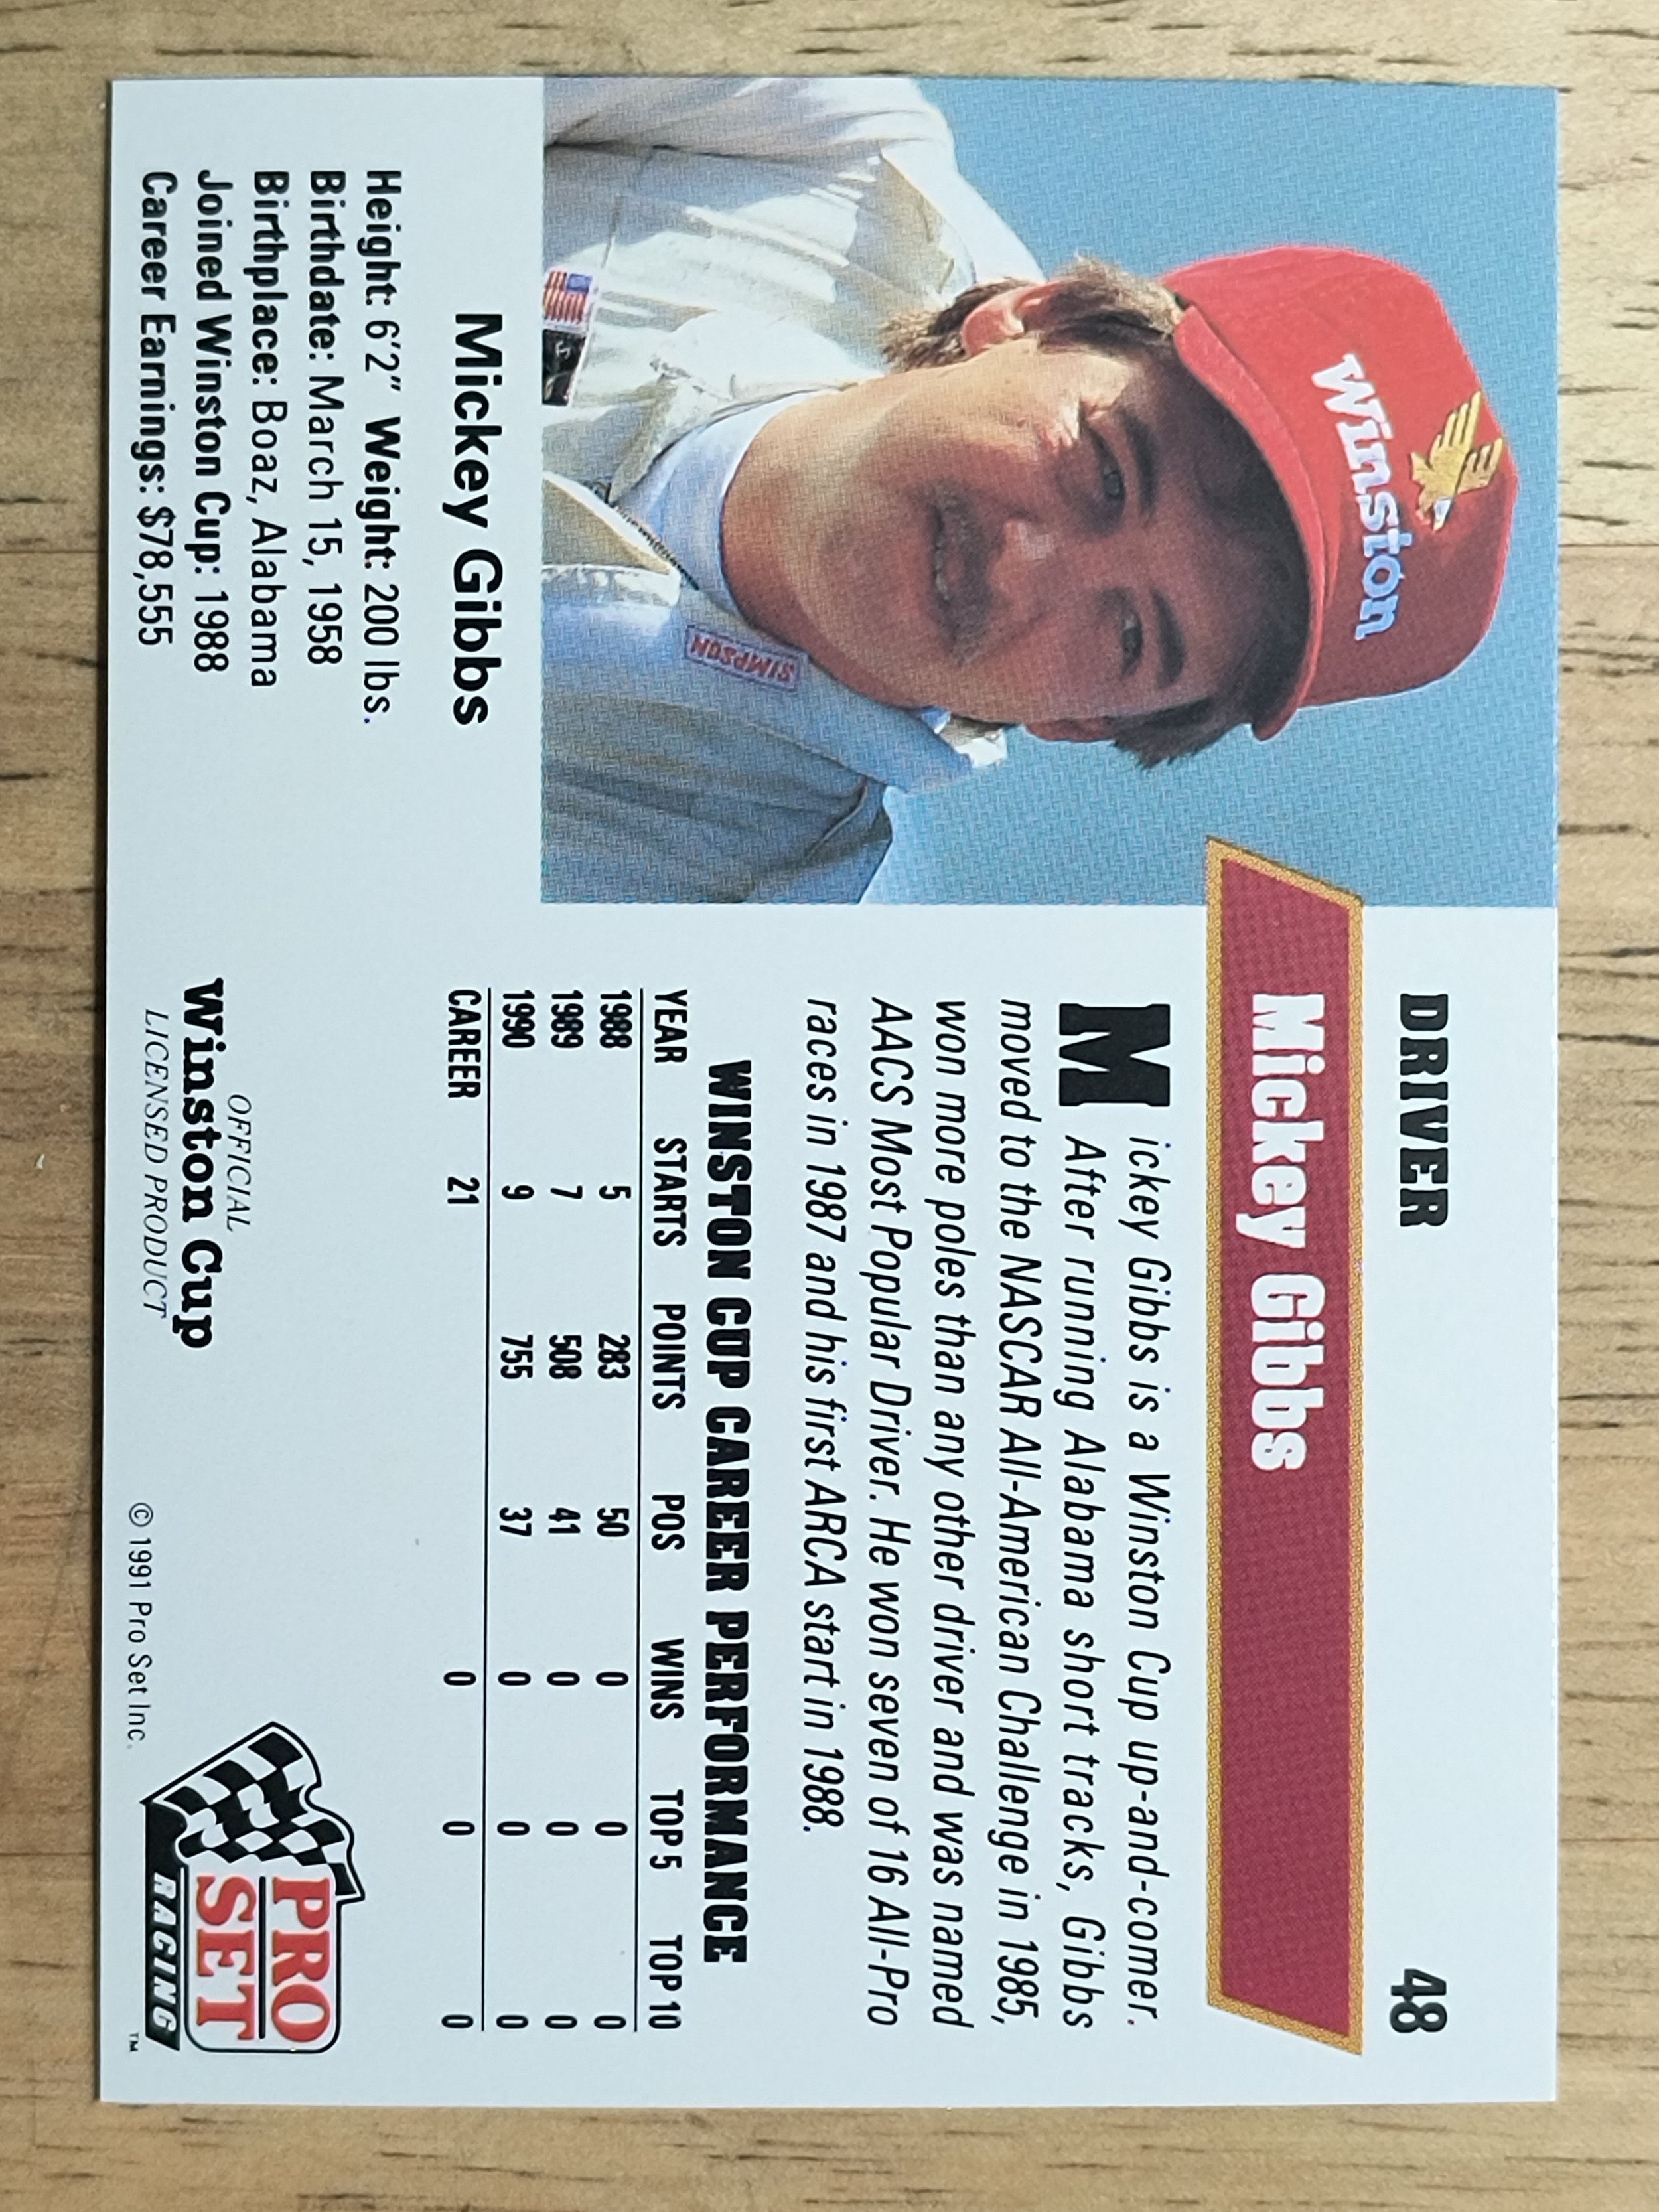 DRIVER 48
Mickey Gibbs
Winston
SIMPSON
Mickey Gibbs is a Winston Cup up-and-comer.
After running Alabama short tracks, Gibbs
moved to the NASCAR All-American Challenge in 1985,
won more poles than any other driver and was named
AACS Most Popular Driver. He won seven of 16 All-Pro
races in 1987 and his first ARCA start in 1988.
WINSTON CUP CAREER PERFORMANCE
YEAR STARTS POINTS POS WINS TOP 5 TOP 10
1988 5 283 50 0 0 0
1989 7 508 41 0 0 0
1990 9 755 37 0 0 0
CAREER 21 0 0 0
Mickey Gibbs
Height: 6'2" Weight: 200 lbs.
Birthdate: March 15, 1958
Birthplace: Boaz, Alabama
Joined Winston Cup: 1988
Career Earnings: $78,555
OFFICIAL
Winston Cup
LICENSED PRODUCT
© 1991 Pro Set Inc.
PRO
SET
RACING
TM